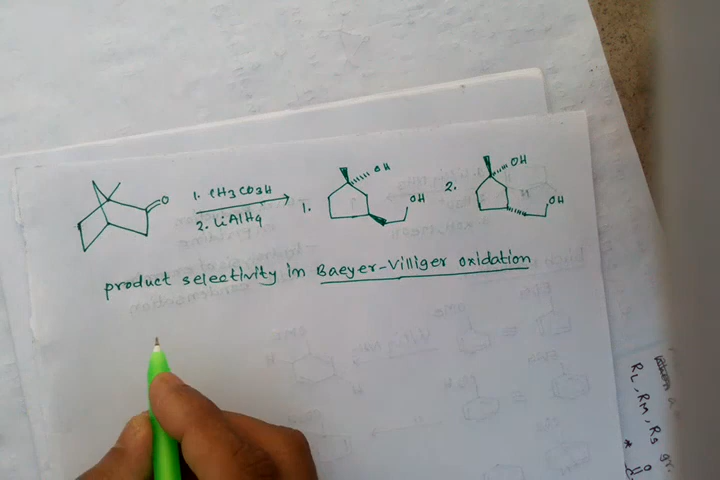 1. CH3CO3H
2. LiAlH4
O
1.
OH
OH
2.
OH
OH
product selectivity in Baeyer-Villiger oxidation
RL, RM, RS gr.
*